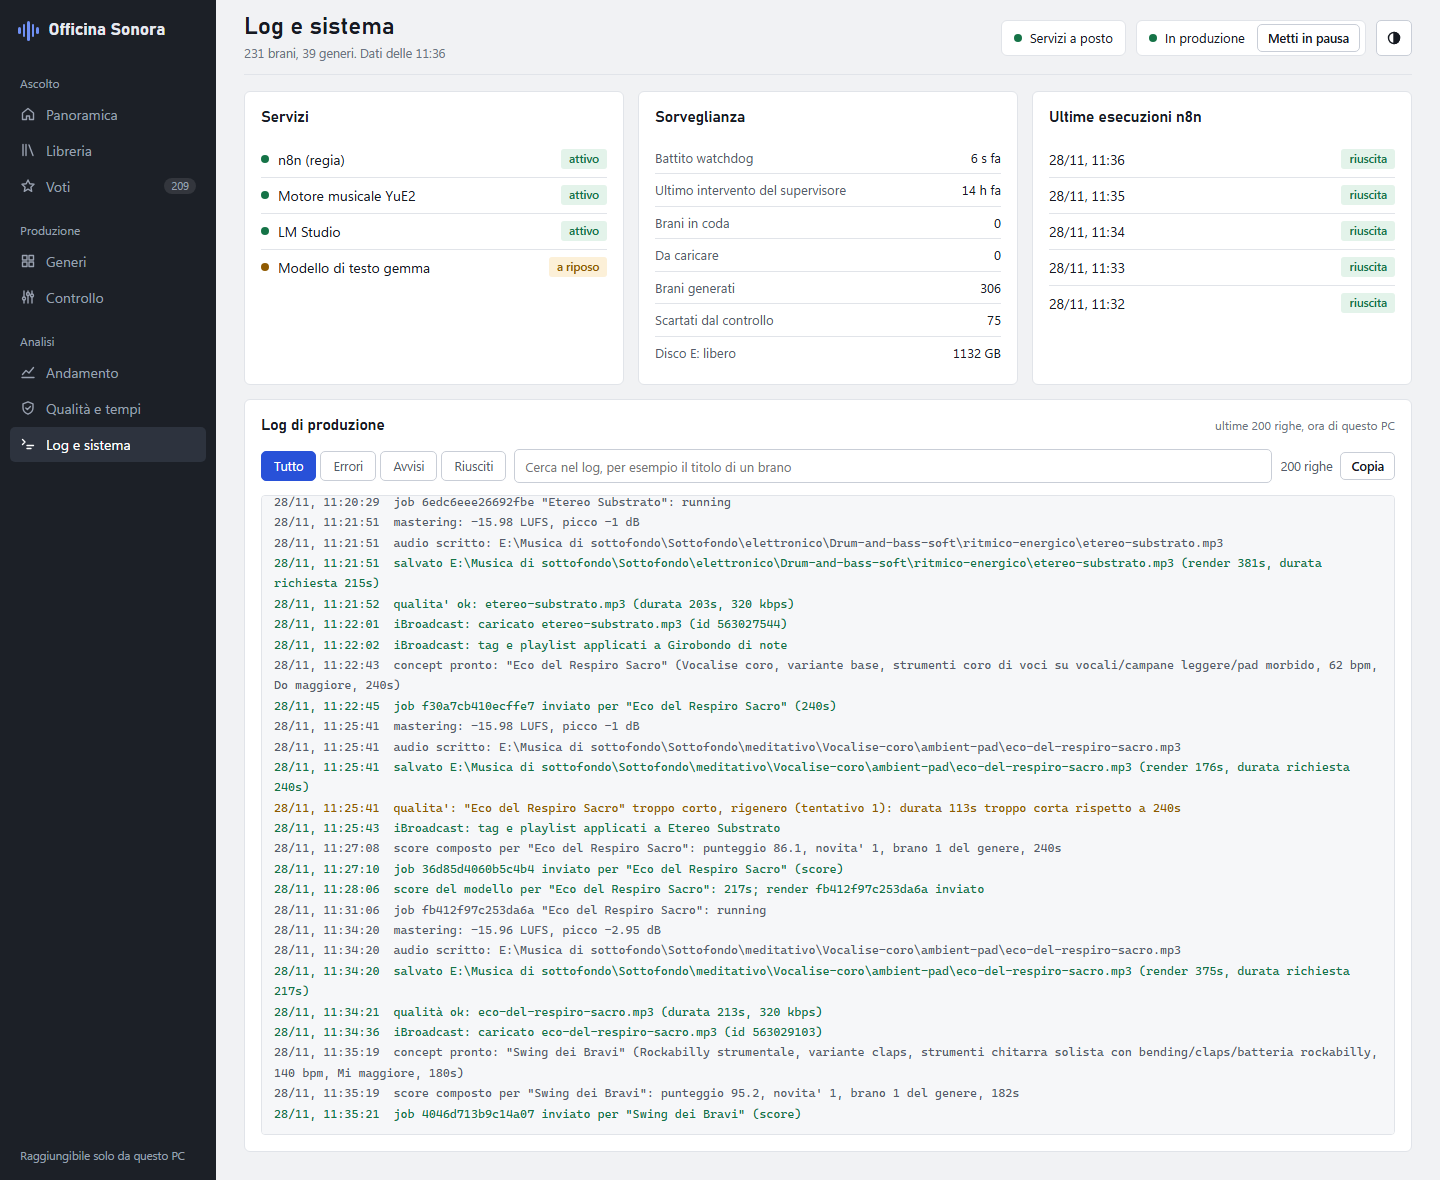 Officina Sonora
Ascolto
Panoramica
Libreria
Voti 209
Produzione
Generi
Controllo
Analisi
Andamento
Qualità e tempi
Log e sistema
Raggiungibile solo da questo PC
Log e sistema
231 brani, 39 generi. Dati delle 11:36
Servizi a posto
In produzione
Metti in pausa
Servizi
n8n (regia) attivo
Motore musicale YuE2 attivo
LM Studio attivo
Modello di testo gemma a riposo
Sorveglianza
Battito watchdog 6 s fa
Ultimo intervento del supervisore 14 h fa
Brani in coda 0
Da caricare 0
Brani generati 306
Scartati dal controllo 75
Disco E: libero 1132 GB
Ultime esecuzioni n8n
28/11, 11:36 riuscita
28/11, 11:35 riuscita
28/11, 11:34 riuscita
28/11, 11:33 riuscita
28/11, 11:32 riuscita
Log di produzione
ultime 200 righe, ora di questo PC
Tutto Errori Avvisi Riusciti Cerca nel log, per esempio il titolo di un brano 200 righe Copia
28/11, 11:20:29 job 6edc6eee26692fbe "Etereo Substrato": running
28/11, 11:21:51 mastering: -15.98 LUFS, picco -1 dB
28/11, 11:21:51 audio scritto: E:\Musica di sottofondo\Sottofondo\elettronico\Drum-and-bass-soft\ritmico-energico\etereo-substrato.mp3
28/11, 11:21:51 salvato E:\Musica di sottofondo\Sottofondo\elettronico\Drum-and-bass-soft\ritmico-energico\etereo-substrato.mp3 (render 381s, durata
richiesta 215s)
28/11, 11:21:52 qualita' ok: etereo-substrato.mp3 (durata 203s, 320 kbps)
28/11, 11:22:01 iBroadcast: caricato etereo-substrato.mp3 (id 563027544)
28/11, 11:22:02 iBroadcast: tag e playlist applicati a Girobondo di note
28/11, 11:22:43 concept pronto: "Eco del Respiro Sacro" (Vocalise coro, variante base, strumenti coro di voci su vocali/campane leggere/pad morbido, 62 bpm,
Do maggiore, 240s)
28/11, 11:22:45 job f30a7cb410ecffe7 inviato per "Eco del Respiro Sacro" (240s)
28/11, 11:25:41 mastering: -15.98 LUFS, picco -1 dB
28/11, 11:25:41 audio scritto: E:\Musica di sottofondo\Sottofondo\meditativo\Vocalise-coro\ambient-pad\eco-del-respiro-sacro.mp3
28/11, 11:25:41 salvato E:\Musica di sottofondo\Sottofondo\meditativo\Vocalise-coro\ambient-pad\eco-del-respiro-sacro.mp3 (render 176s, durata richiesta
240s)
28/11, 11:25:41 qualita': "Eco del Respiro Sacro" troppo corto, rigenero (tentativo 1): durata 113s troppo corta rispetto a 240s
28/11, 11:25:43 iBroadcast: tag e playlist applicati a Etereo Substrato
28/11, 11:27:08 score composto per "Eco del Respiro Sacro": punteggio 86.1, novita' 1, brano 1 del genere, 240s
28/11, 11:27:10 job 36d85d4060b5c4b4 inviato per "Eco del Respiro Sacro" (score)
28/11, 11:28:06 score del modello per "Eco del Respiro Sacro": 217s; render fb412f97c253da6a inviato
28/11, 11:31:06 job fb412f97c253da6a "Eco del Respiro Sacro": running
28/11, 11:34:20 mastering: -15.96 LUFS, picco -2.95 dB
28/11, 11:34:20 audio scritto: E:\Musica di sottofondo\Sottofondo\meditativo\Vocalise-coro\ambient-pad\eco-del-respiro-sacro.mp3
28/11, 11:34:20 salvato E:\Musica di sottofondo\Sottofondo\meditativo\Vocalise-coro\ambient-pad\eco-del-respiro-sacro.mp3 (render 375s, durata richiesta
217s)
28/11, 11:34:21 qualità ok: eco-del-respiro-sacro.mp3 (durata 213s, 320 kbps)
28/11, 11:34:36 iBroadcast: caricato eco-del-respiro-sacro.mp3 (id 563029103)
28/11, 11:35:19 concept pronto: "Swing dei Bravi" (Rockabilly strumentale, variante claps, strumenti chitarra solista con bending/claps/batteria rockabilly,
140 bpm, Mi maggiore, 180s)
28/11, 11:35:19 score composto per "Swing dei Bravi": punteggio 95.2, novita' 1, brano 1 del genere, 182s
28/11, 11:35:21 job 4046d713b9c14a07 inviato per "Swing dei Bravi" (score)